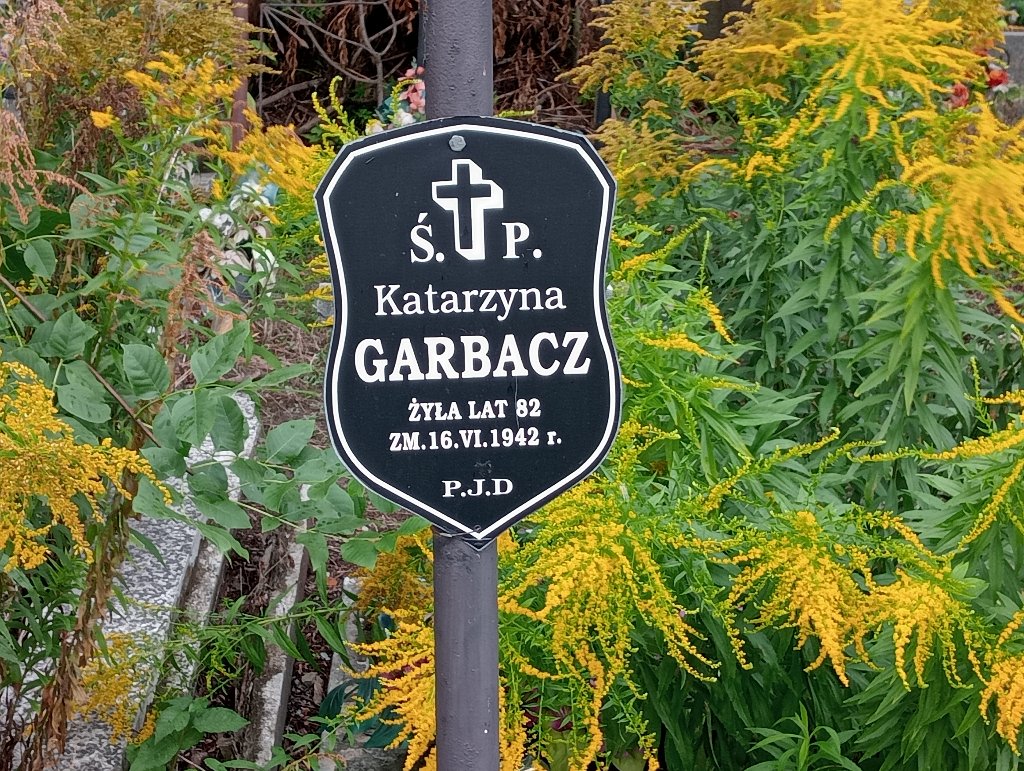 Ś. P.
Katarzyna
GARBACZ
ŻYŁA LAT 82
ZM.16.VI.1942 r.
P.J.D